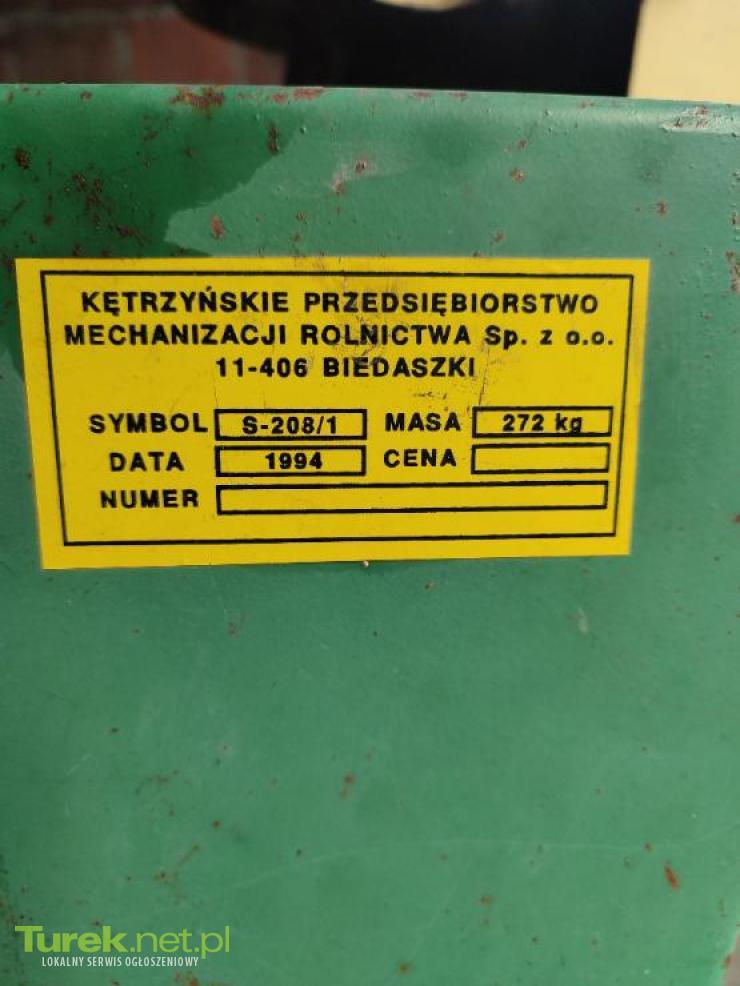 KĘTRZYŃSKIE PRZEDSIĘBIORSTWO
MECHANIZACJI ROLNICTWA Sp. z o.o.
11-406 BIEDASZKI
SYMBOL S-208/1 MASA 272 kg
DATA 1994 CENA
NUMER
Turek.net.pl
LOKALNY SERWIS OGŁOSZENIOWY